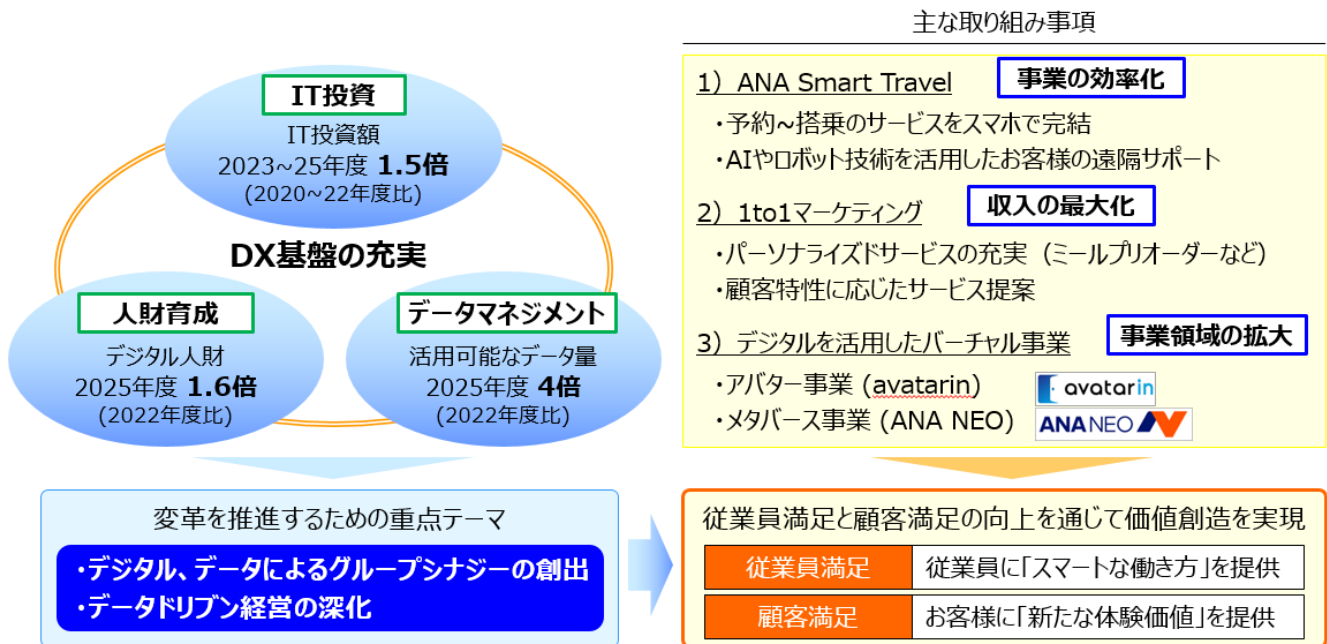 IT投資
IT投資額
2023~25年度 1.5倍
(2020~22年度比)
DX基盤の充実
人財育成
デジタル人財
2025年度 1.6倍
(2022年度比)
データマネジメント
活用可能なデータ量
2025年度 4倍
(2022年度比)
変革を推進するための重点テーマ
・デジタル、データによるグループシナジーの創出
・データドリブン経営の深化
主な取り組み事項
1）ANA Smart Travel 事業の効率化
・予約~搭乗のサービスをスマホで完結
・AIやロボット技術を活用したお客様の遠隔サポート
2）1to1マーケティング 収入の最大化
・パーソナライズドサービスの充実（ミールプリオーダーなど）
・顧客特性に応じたサービス提案
3）デジタルを活用したバーチャル事業 事業領域の拡大
・アバター事業 (avatarin) avatarin
・メタバース事業 (ANA NEO) ANA NEO
従業員満足と顧客満足の向上を通じて価値創造を実現
従業員満足 従業員に「スマートな働き方」を提供
顧客満足 お客様に「新たな体験価値」を提供